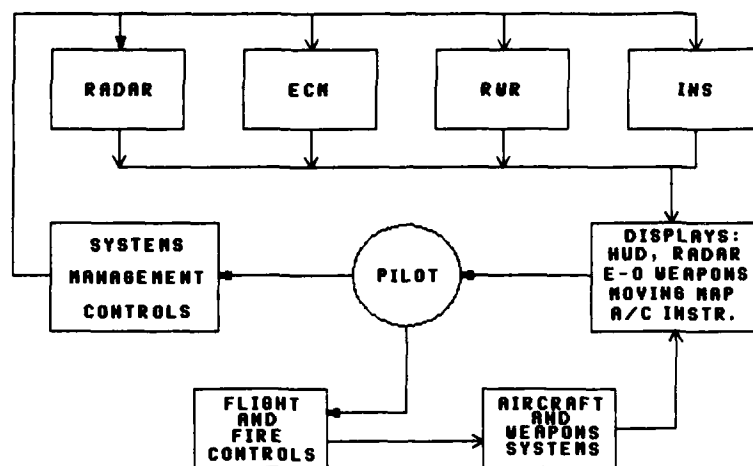 RADAR
ECM
RWR
INS
SYSTEMS
MANAGEMENT
CONTROLS
PILOT
DISPLAYS:
HUD, RADAR
E-O WEAPONS
MOVING MAP
A/C INSTR.
FLIGHT
AND
FIRE
CONTROLS
AIRCRAFT
AND
WEAPONS
SYSTEMS